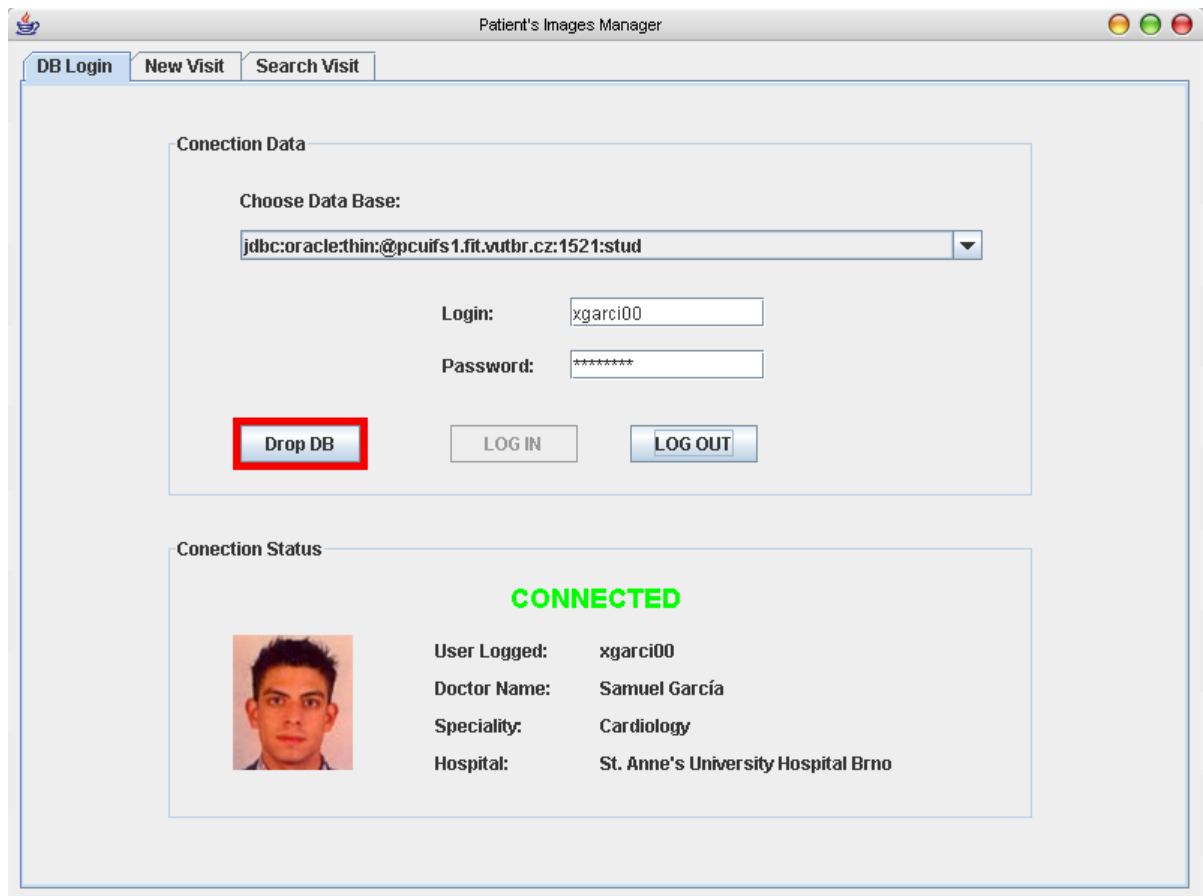 Patient's Images Manager
DB Login New Visit Search Visit
Conection Data
Choose Data Base:
jdbc:oracle:thin:@pcuifs1.fit.vutbr.cz:1521:stud
Login: xgarci00
Password: ********
Drop DB LOG IN LOG OUT
Conection Status
CONNECTED
User Logged: xgarci00
Doctor Name: Samuel García
Speciality: Cardiology
Hospital: St. Anne's University Hospital Brno